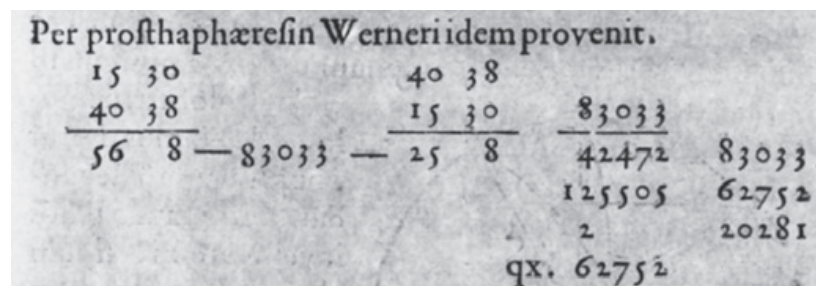 Per prosthaphæresin Werneri idem provenit.
15 30 40 38
40 38 15 30 83033
56 8 — 83033 — 25 8 42472 83033
125505 62752
2 20281
qx. 62752